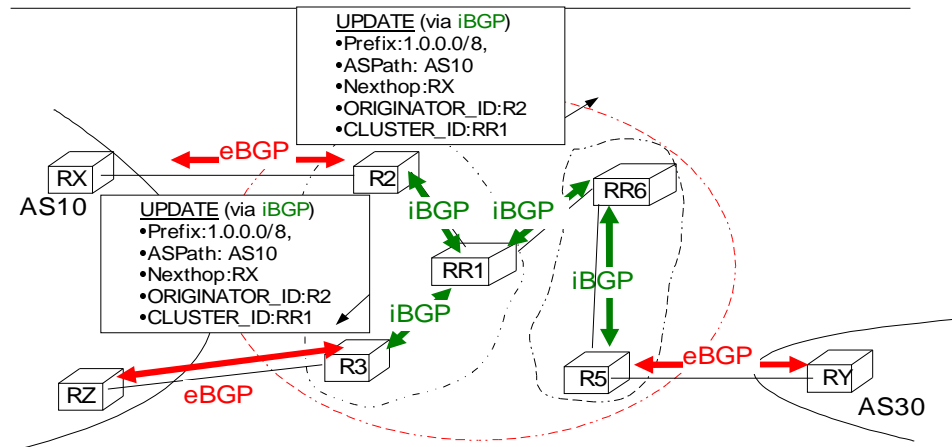 UPDATE (via iBGP)
•Prefix:1.0.0.0/8,
•ASPath: AS10
•Nexthop:RX
•ORIGINATOR_ID:R2
•CLUSTER_ID:RR1
eBGP
RX
R2
RR6
AS10
UPDATE (via iBGP)
•Prefix:1.0.0.0/8,
•ASPath: AS10
•Nexthop:RX
•ORIGINATOR_ID:R2
•CLUSTER_ID:RR1
iBGP
iBGP
RR1
iBGP
iBGP
R3
eBGP
RZ
eBGP
R5
RY
AS30